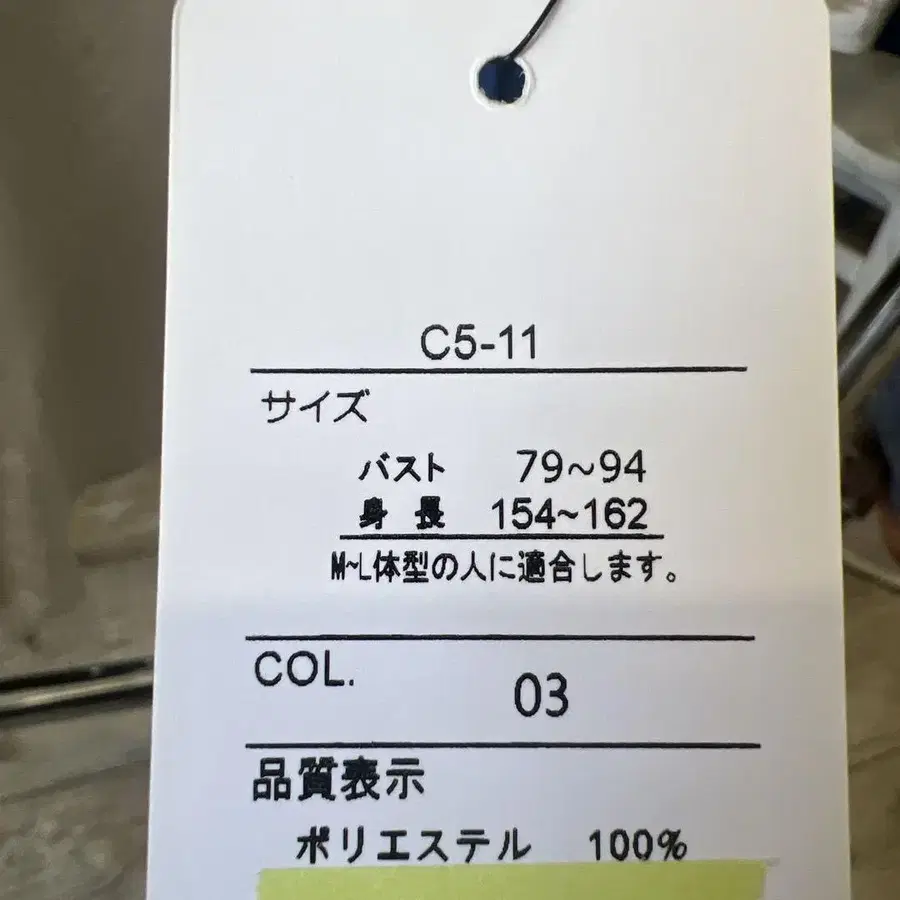 C5-11
サイズ
バスト 79~94
身長 154~162
M~L体型の人に適合します。
COL. 03
品質表示
ポリエステル 100%